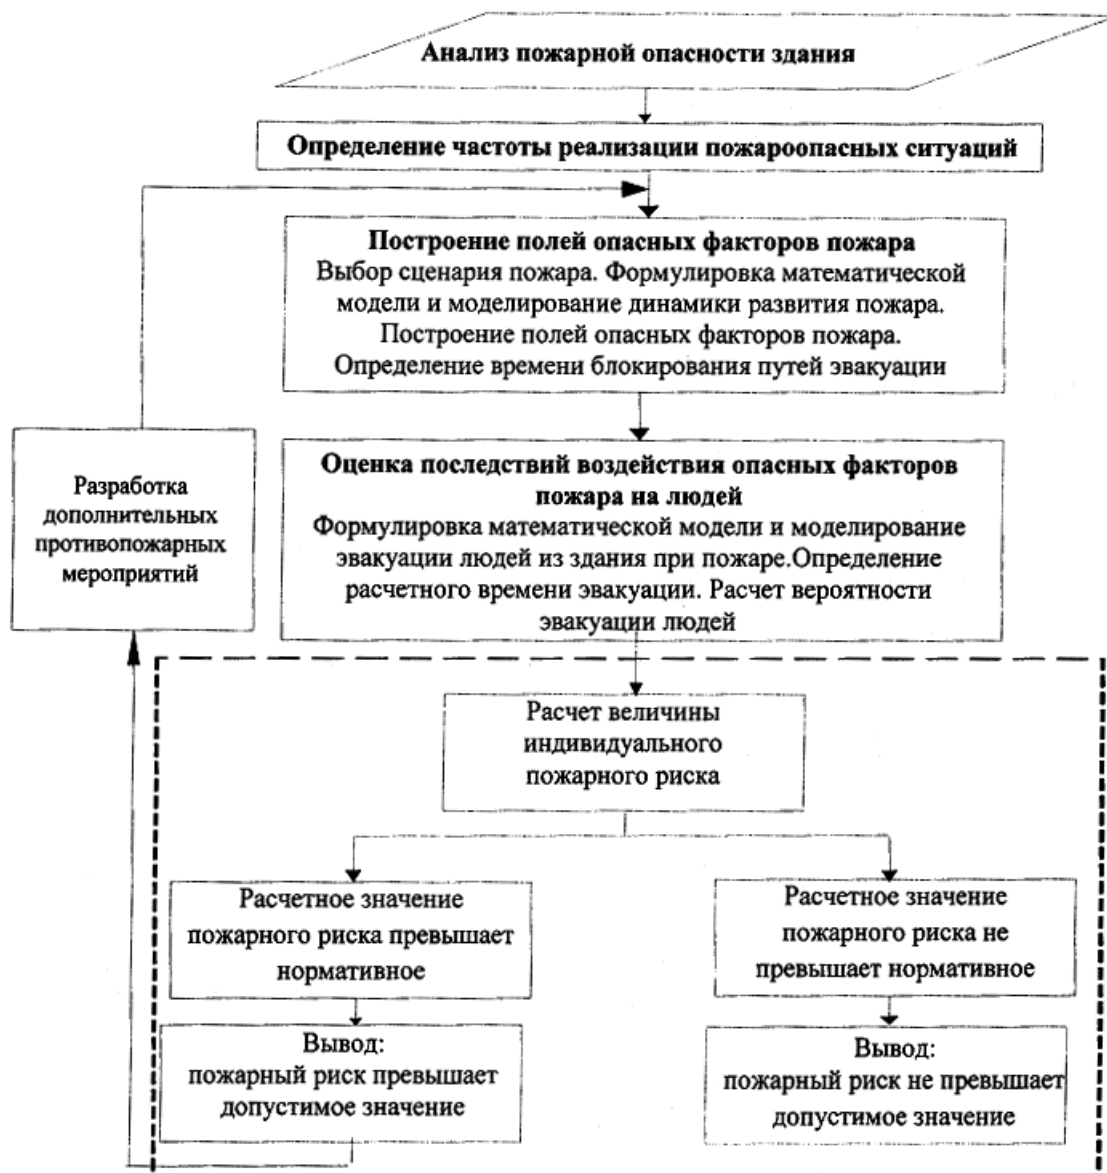 Анализ пожарной опасности здания
Определение частоты реализации пожароопасных ситуаций
Построение полей опасных факторов пожара
Выбор сценария пожара. Формулировка математической
модели и моделирование динамики развития пожара.
Построение полей опасных факторов пожара.
Определение времени блокирования путей эвакуации
Разработка
дополнительных
противопожарных
мероприятий
Оценка последствий воздействия опасных факторов
пожара на людей
Формулировка математической модели и моделирование
эвакуации людей из здания при пожаре.Определение
расчетного времени эвакуации. Расчет вероятности
эвакуации людей
Расчет величины
индивидуального
пожарного риска
Расчетное значение
пожарного риска превышает
нормативное
Расчетное значение
пожарного риска не
превышает нормативное
Вывод:
пожарный риск превышает
допустимое значение
Вывод:
пожарный риск не превышает
допустимое значение